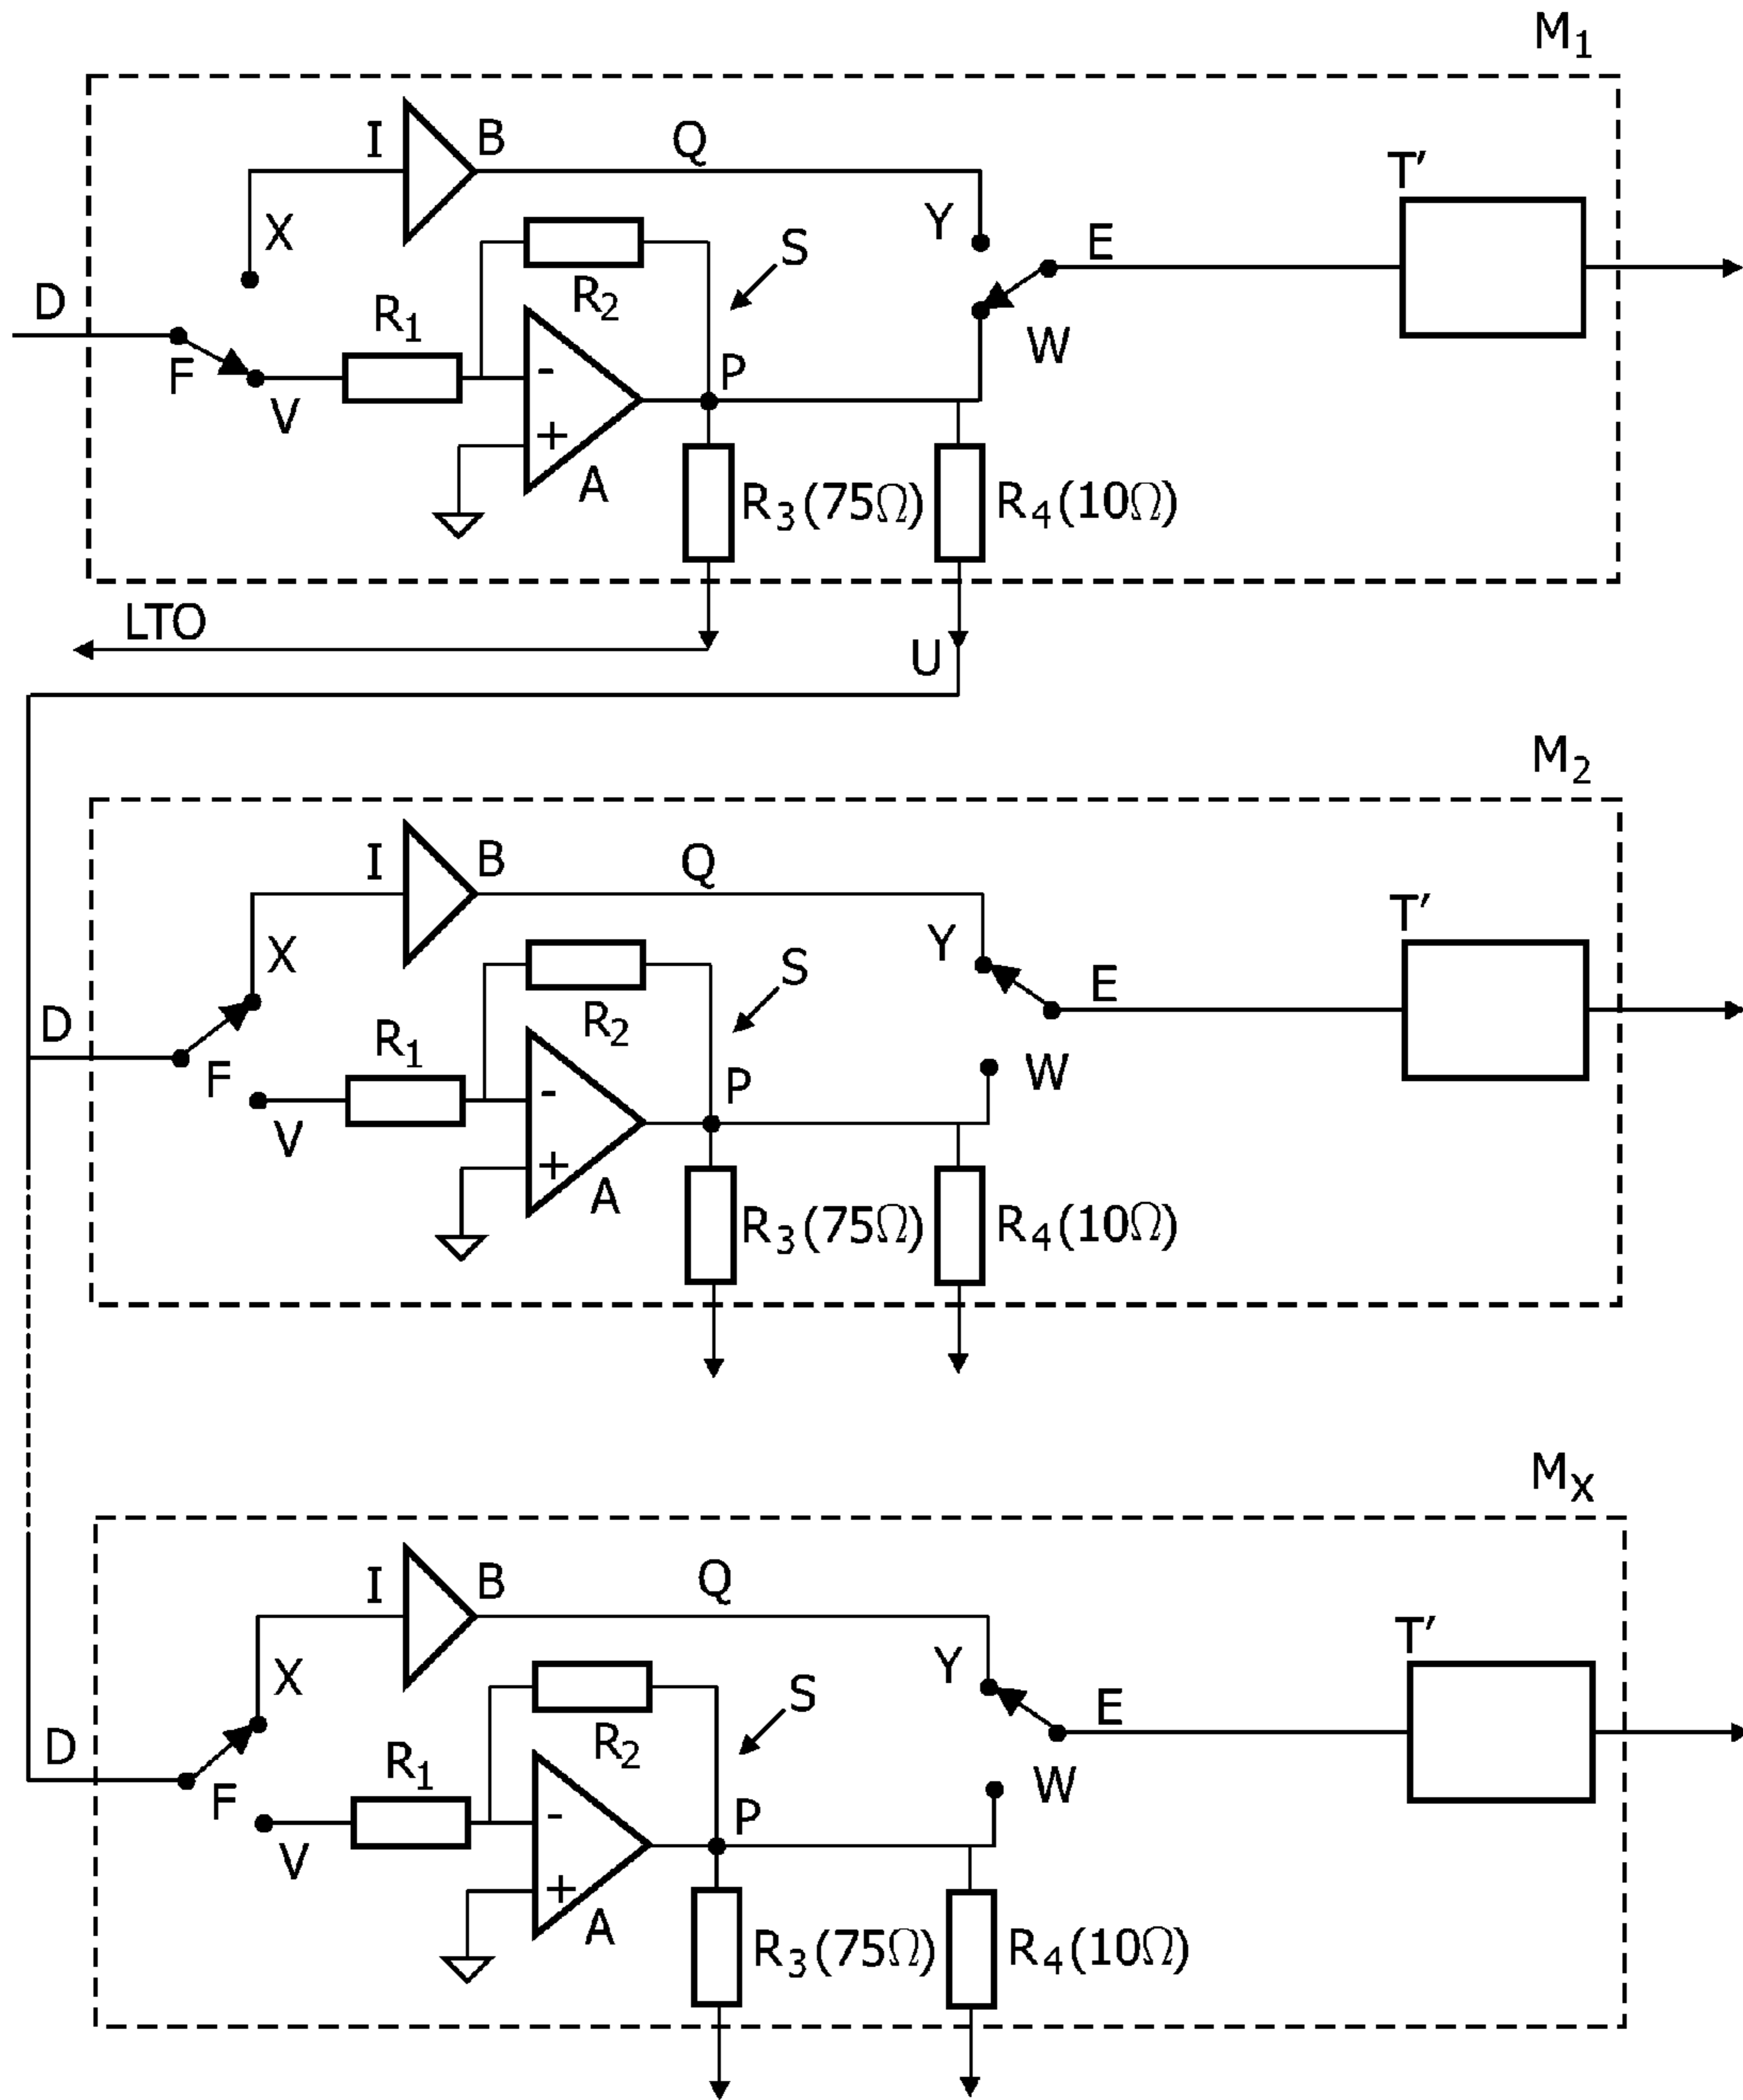 M1
I B Q T'
X Y E
S
D R1 R2
F P W
V - + A
R3(75Ω) R4(10Ω)
LTO U
M2
I B Q T'
X Y E
S
D R1 R2
F P W
V - + A
R3(75Ω) R4(10Ω)
MX
I B Q T'
X Y E
S
D R1 R2
F P W
V - + A
R3(75Ω) R4(10Ω)